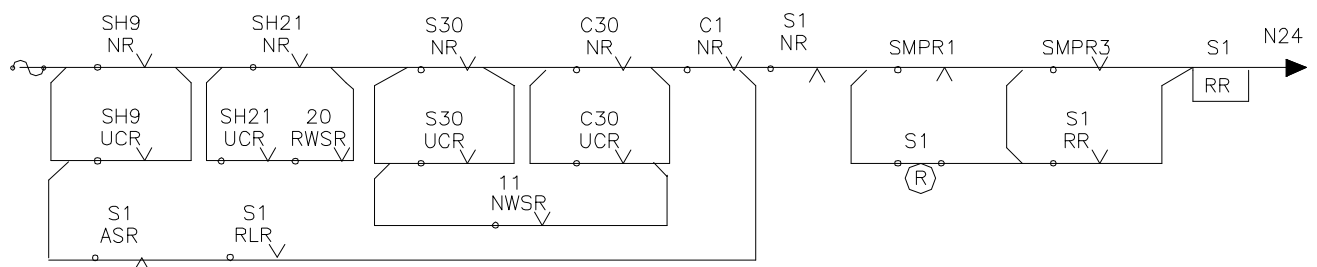 SH9
NR
SH21
NR
S30
NR
C30
NR
C1
NR
S1
NR
SMPR1
SMPR3
S1
N24
RR
SH9
UCR
SH21
UCR
20
RWSR
S30
UCR
C30
UCR
S1
R
S1
RR
11
NWSR
S1
ASR
S1
RLR